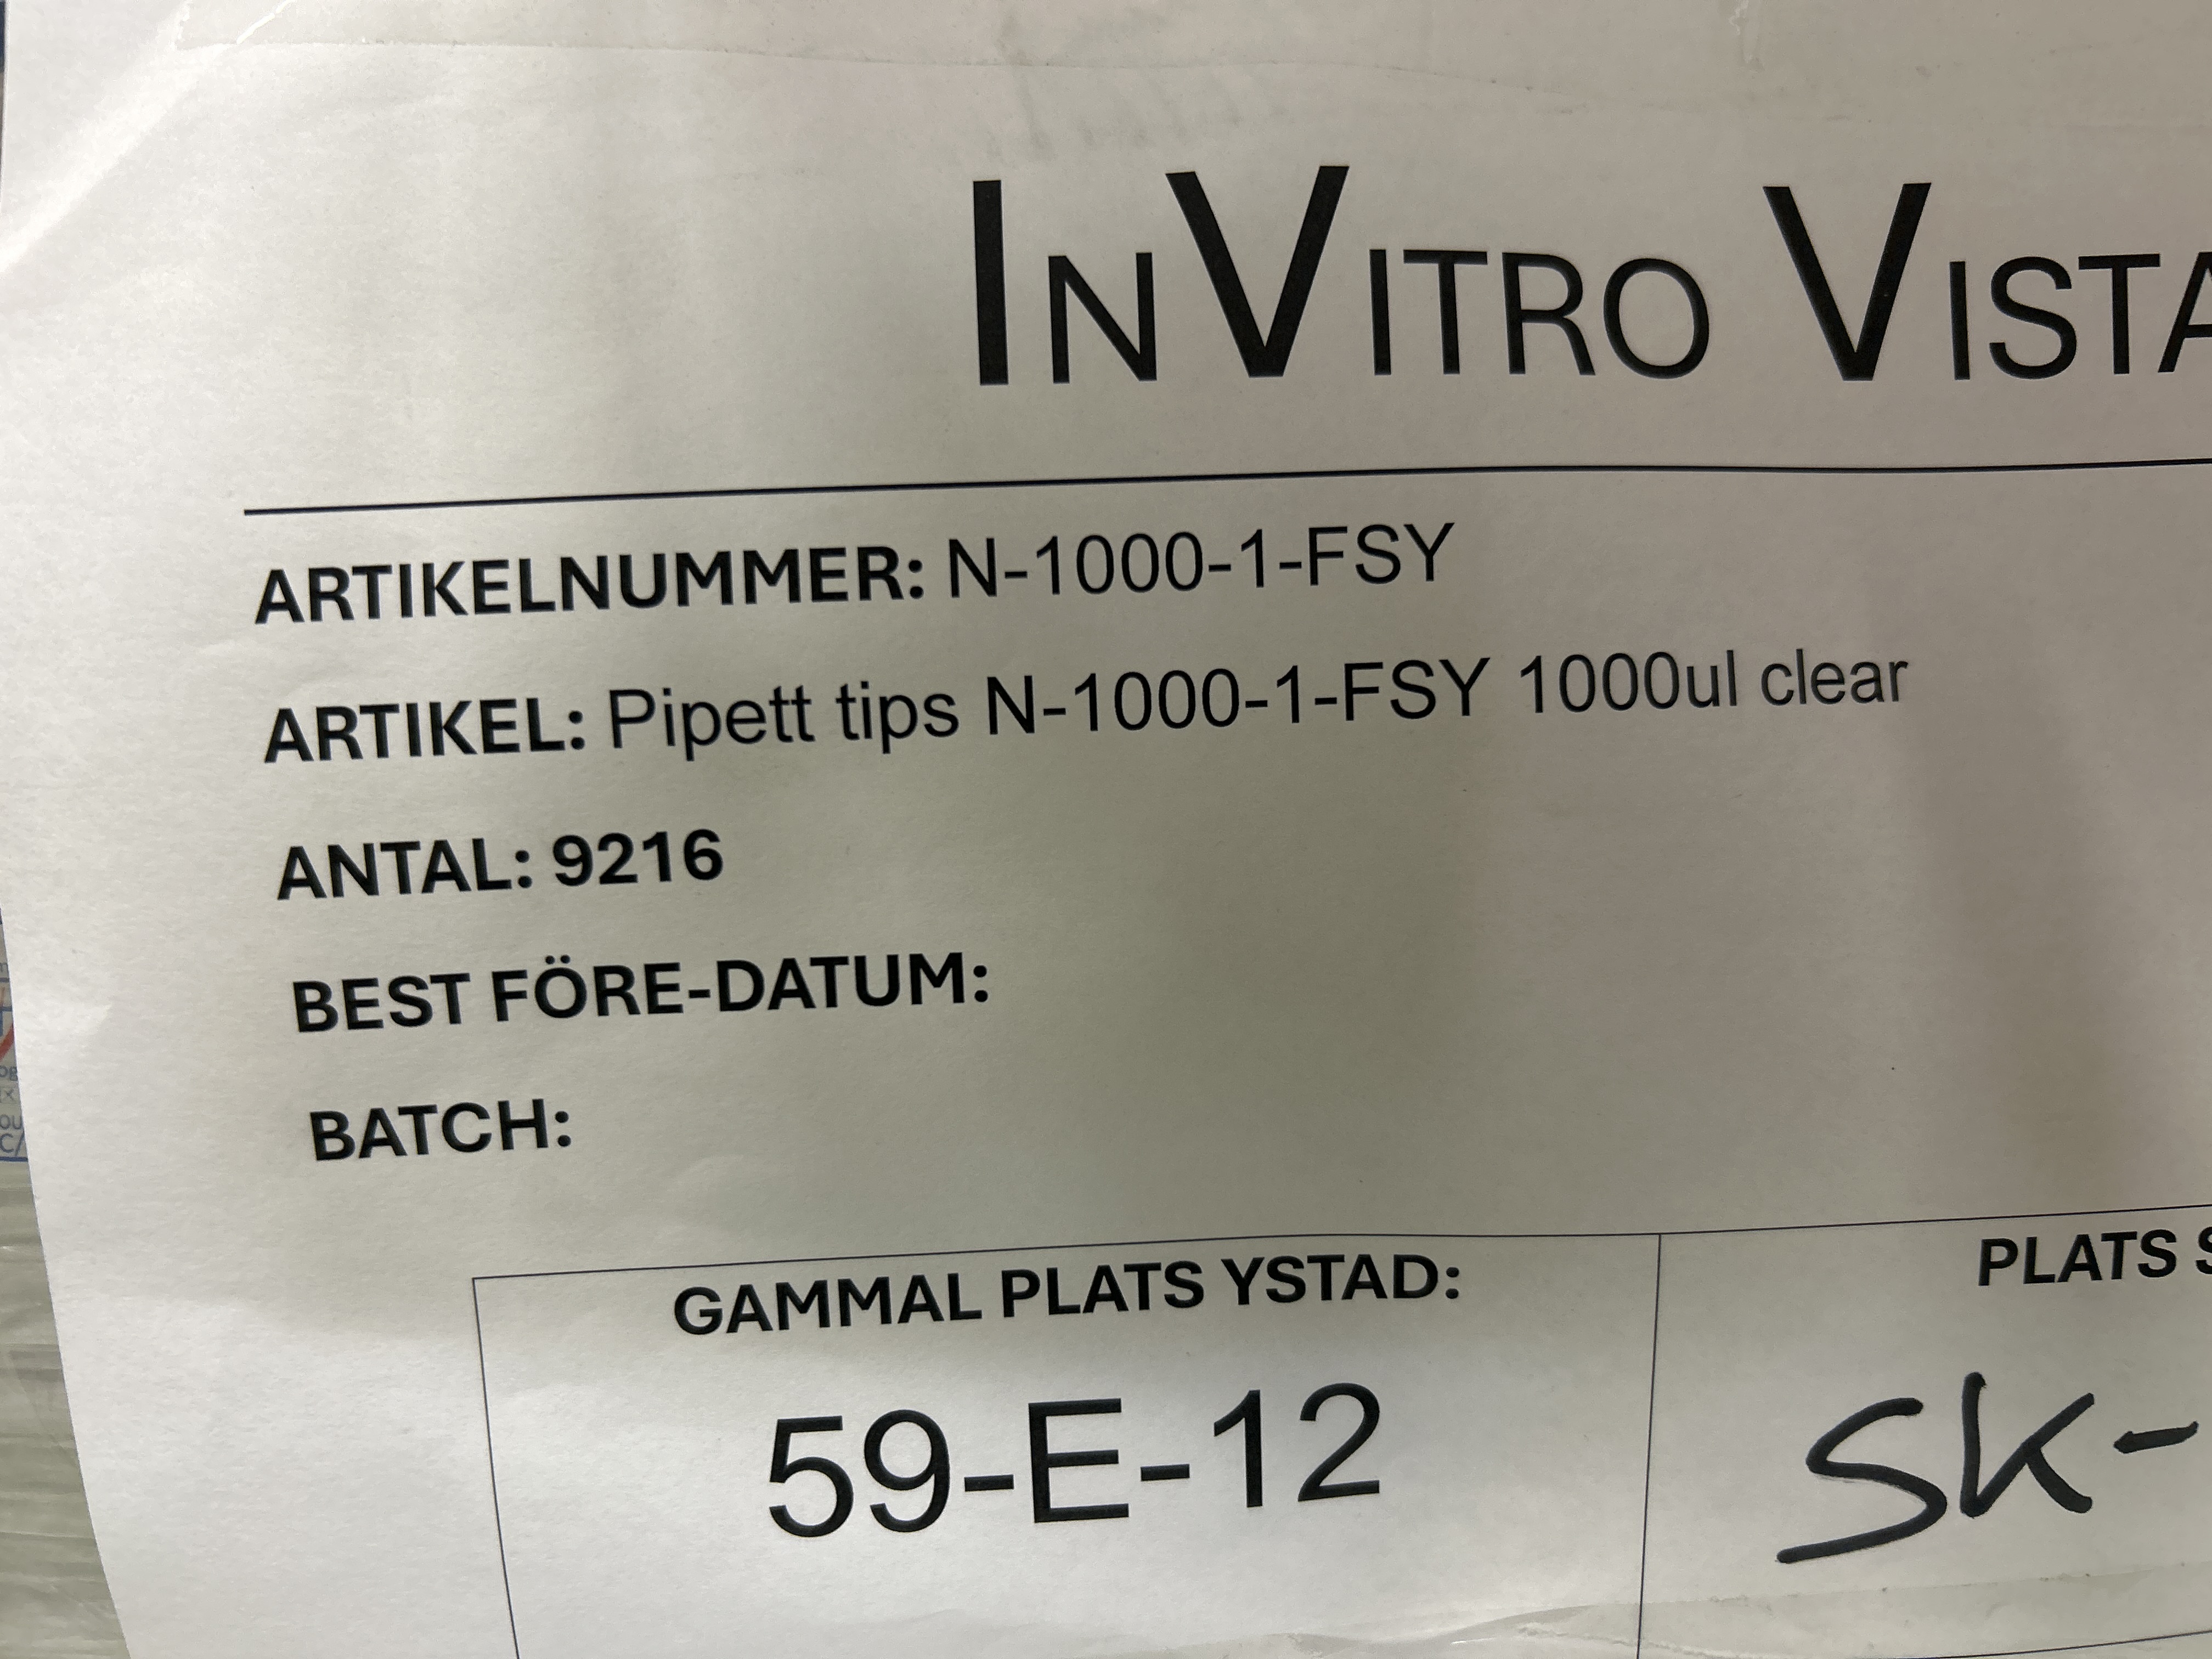 INVITRO VISTA
ARTIKELNUMMER: N-1000-1-FSY
ARTIKEL: Pipett tips N-1000-1-FSY 1000ul clear
ANTAL: 9216
BEST FÖRE-DATUM:
BATCH:
GAMMAL PLATS YSTAD:
PLATS
59-E-12
SK-